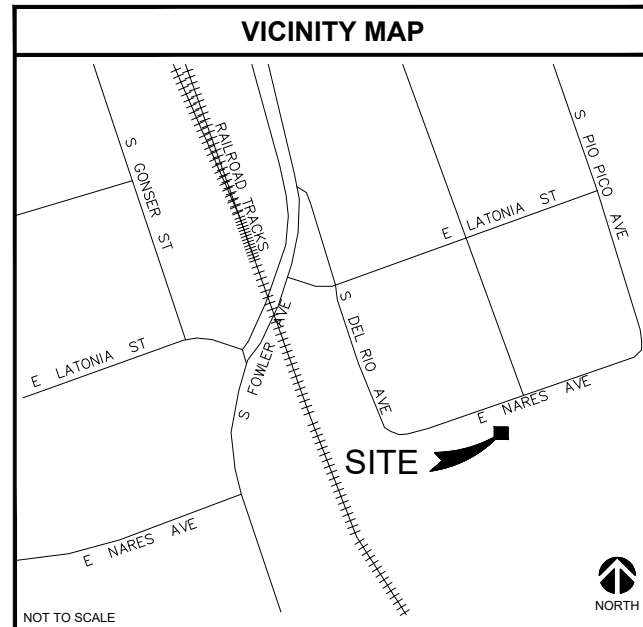 VICINITY MAP
S GONSER ST
RAILROAD TRACKS
S PIO PICO AVE
E LATONIA ST
S DEL RIO AVE
E LATONIA ST
S FOWLER AVE
E NARES AVE
SITE
E NARES AVE
NORTH
NOT TO SCALE